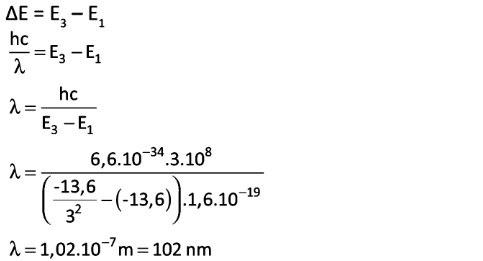 ΔE = E₃ − E₁
hc/λ = E₃ − E₁
λ = hc/(E₃ − E₁)
λ = 6,6.10⁻³⁴.3.10⁸/((-13,6/3² − (-13,6)).1,6.10⁻¹⁹)
λ = 1,02.10⁻⁷ m = 102 nm